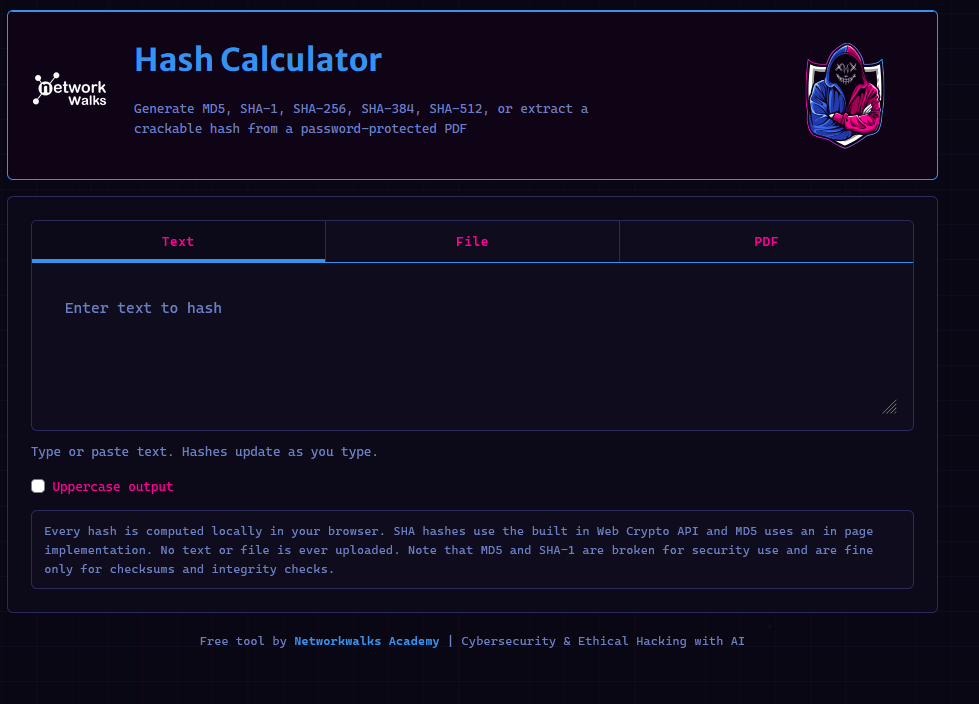 network
Walks
Hash Calculator
Generate MD5, SHA-1, SHA-256, SHA-384, SHA-512, or extract a
crackable hash from a password-protected PDF
Text
File
PDF
Enter text to hash
Type or paste text. Hashes update as you type.
Uppercase output
Every hash is computed locally in your browser. SHA hashes use the built in Web Crypto API and MD5 uses an in page
implementation. No text or file is ever uploaded. Note that MD5 and SHA-1 are broken for security use and are fine
only for checksums and integrity checks.
Free tool by Networkwalks Academy | Cybersecurity & Ethical Hacking with AI